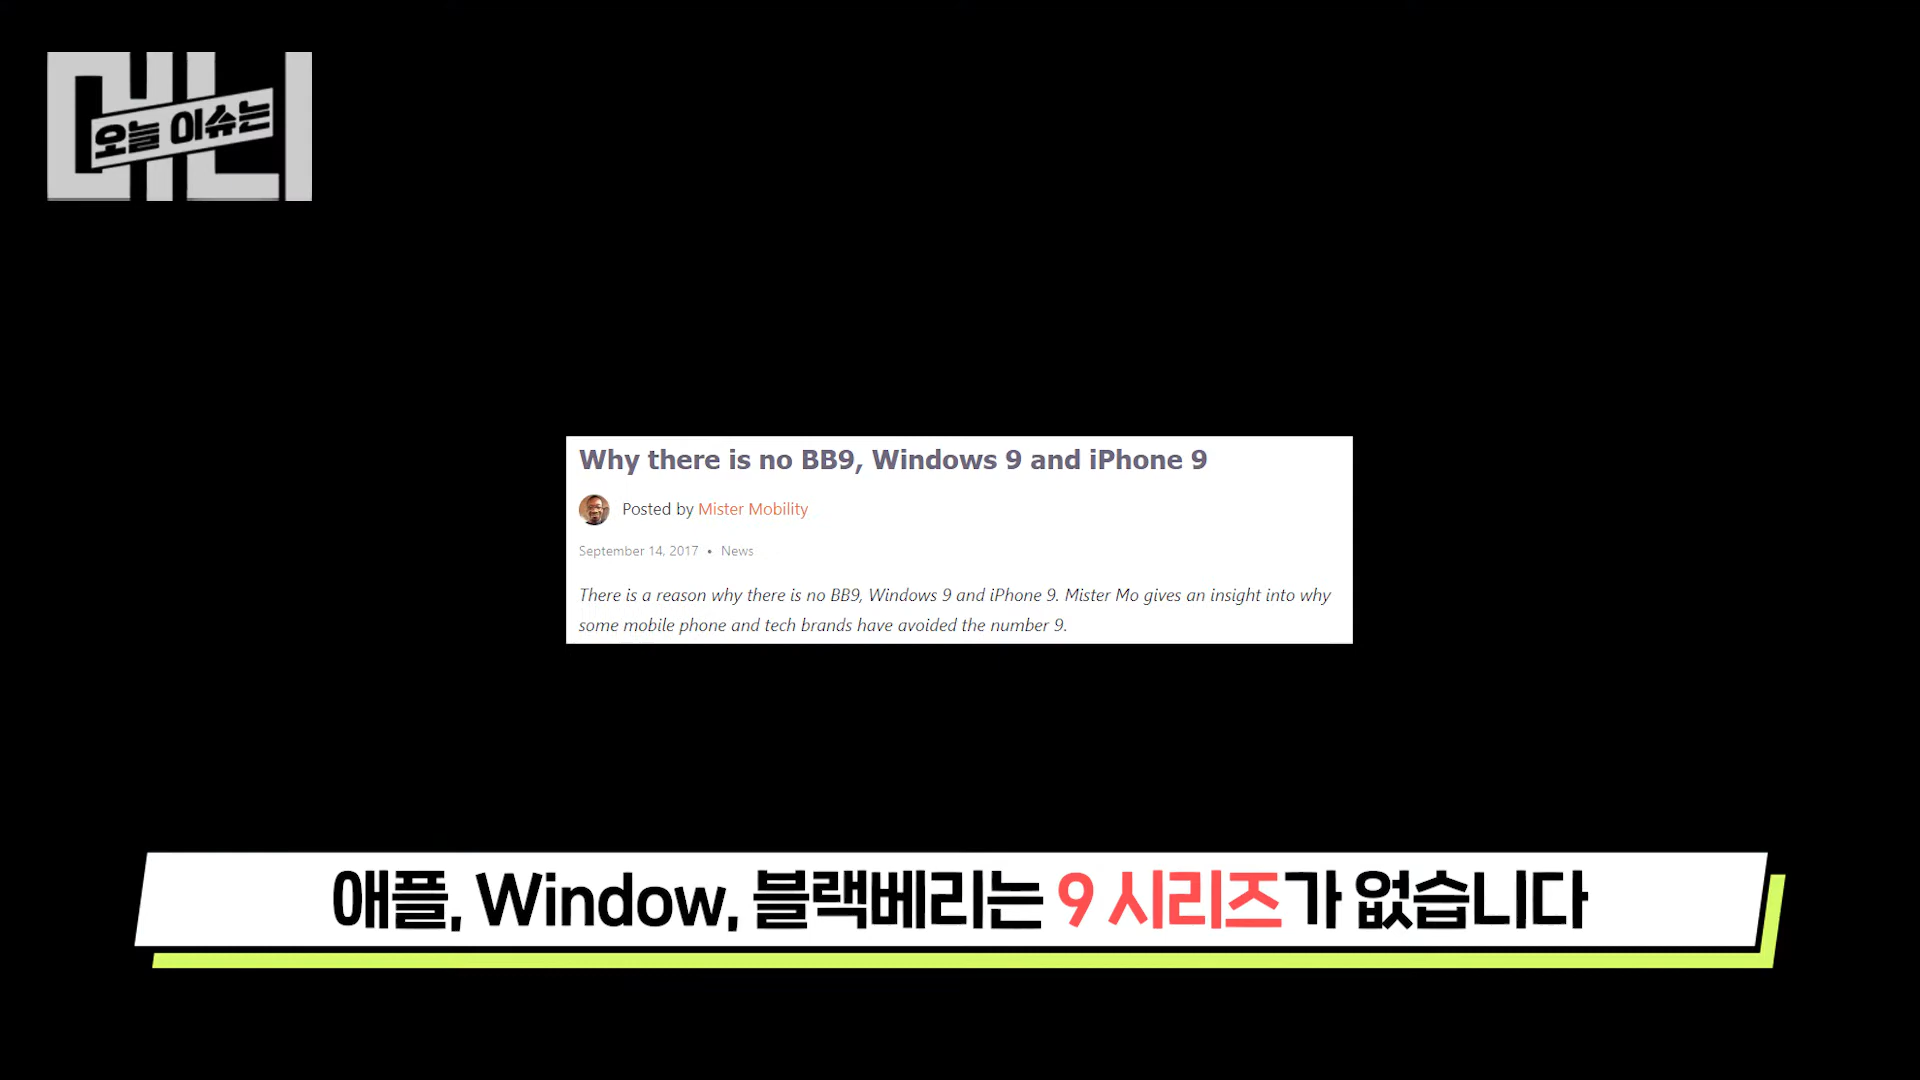 머니
오늘 이슈는
Why there is no BB9, Windows 9 and iPhone 9
Posted by Mister Mobility
September 14, 2017 • News
There is a reason why there is no BB9, Windows 9 and iPhone 9. Mister Mo gives an insight into why
some mobile phone and tech brands have avoided the number 9.
애플, Window, 블랙베리는 9 시리즈가 없습니다